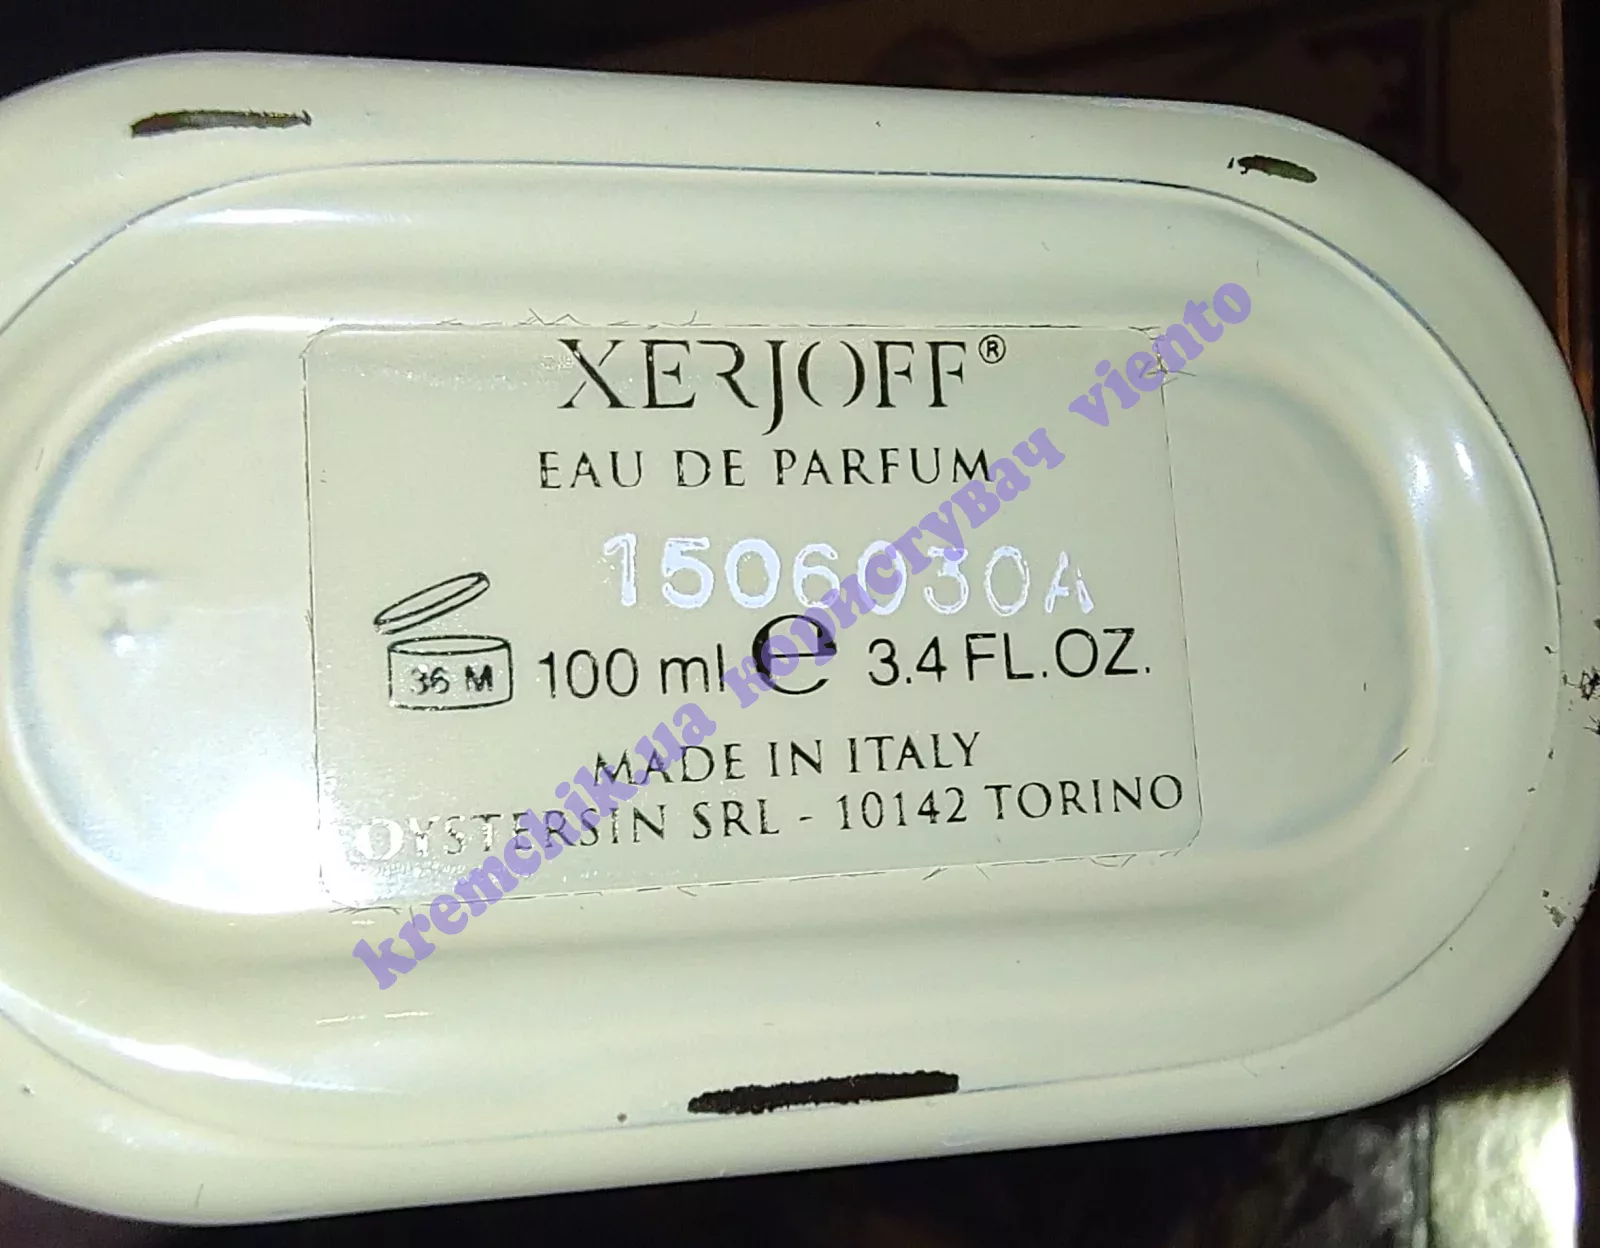 XERJOFF®
EAU DE PARFUM
1506030A
36 M 100 ml e 3.4 FL.OZ.
MADE IN ITALY
OYSTERSIN SRL - 10142 TORINO
kremchik.ua користувач viento